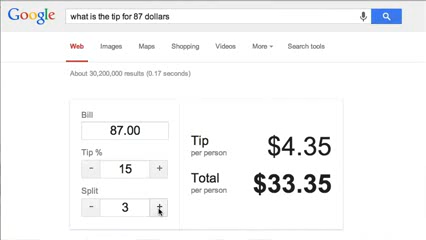 Google what is the tip for 87 dollars
Web Images Maps Shopping Videos More Search tools
About 30,200,000 results (0.17 seconds)
Bill
87.00
Tip %
- 15 +
Split
- 3 +
Tip
per person
$4.35
Total
per person
$33.35